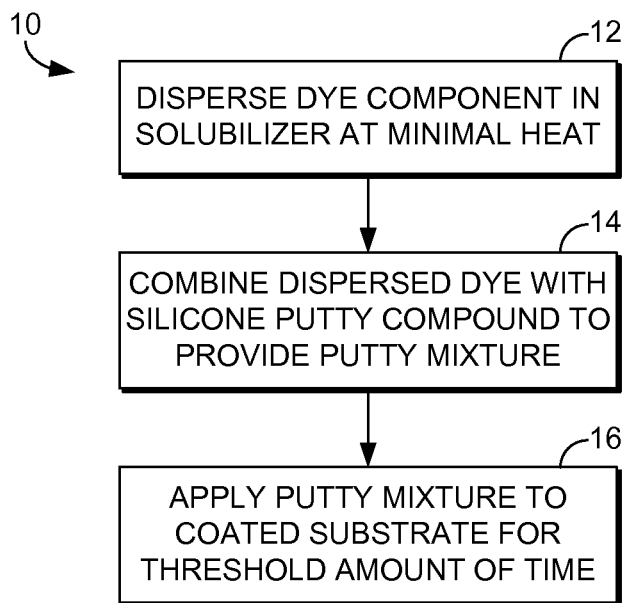 10
12
DISPERSE DYE COMPONENT IN
SOLUBILIZER AT MINIMAL HEAT
14
COMBINE DISPERSED DYE WITH
SILICONE PUTTY COMPOUND TO
PROVIDE PUTTY MIXTURE
16
APPLY PUTTY MIXTURE TO
COATED SUBSTRATE FOR
THRESHOLD AMOUNT OF TIME